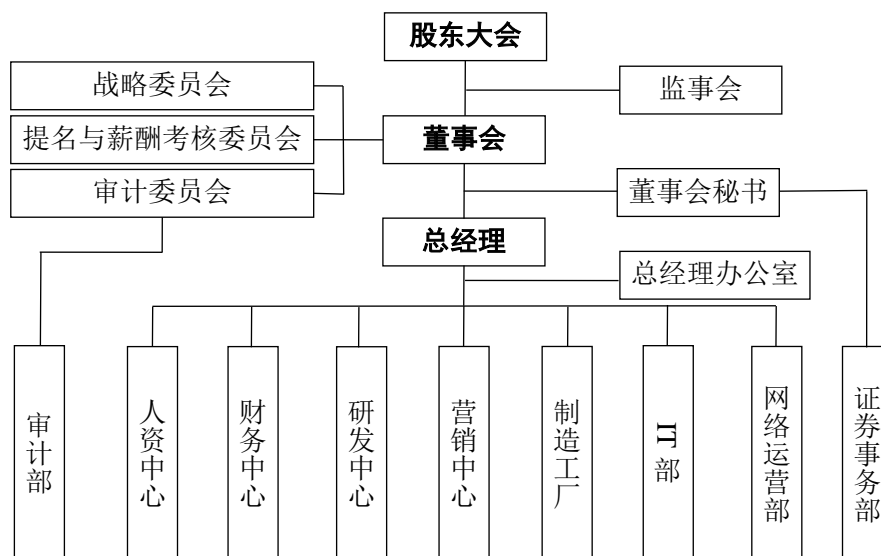 股东大会
战略委员会
监事会
提名与薪酬考核委员会
董事会
审计委员会
董事会秘书
总经理
总经理办公室
审计部
人资中心
财务中心
研发中心
营销中心
制造工厂
IT部
网络运营部
证券事务部